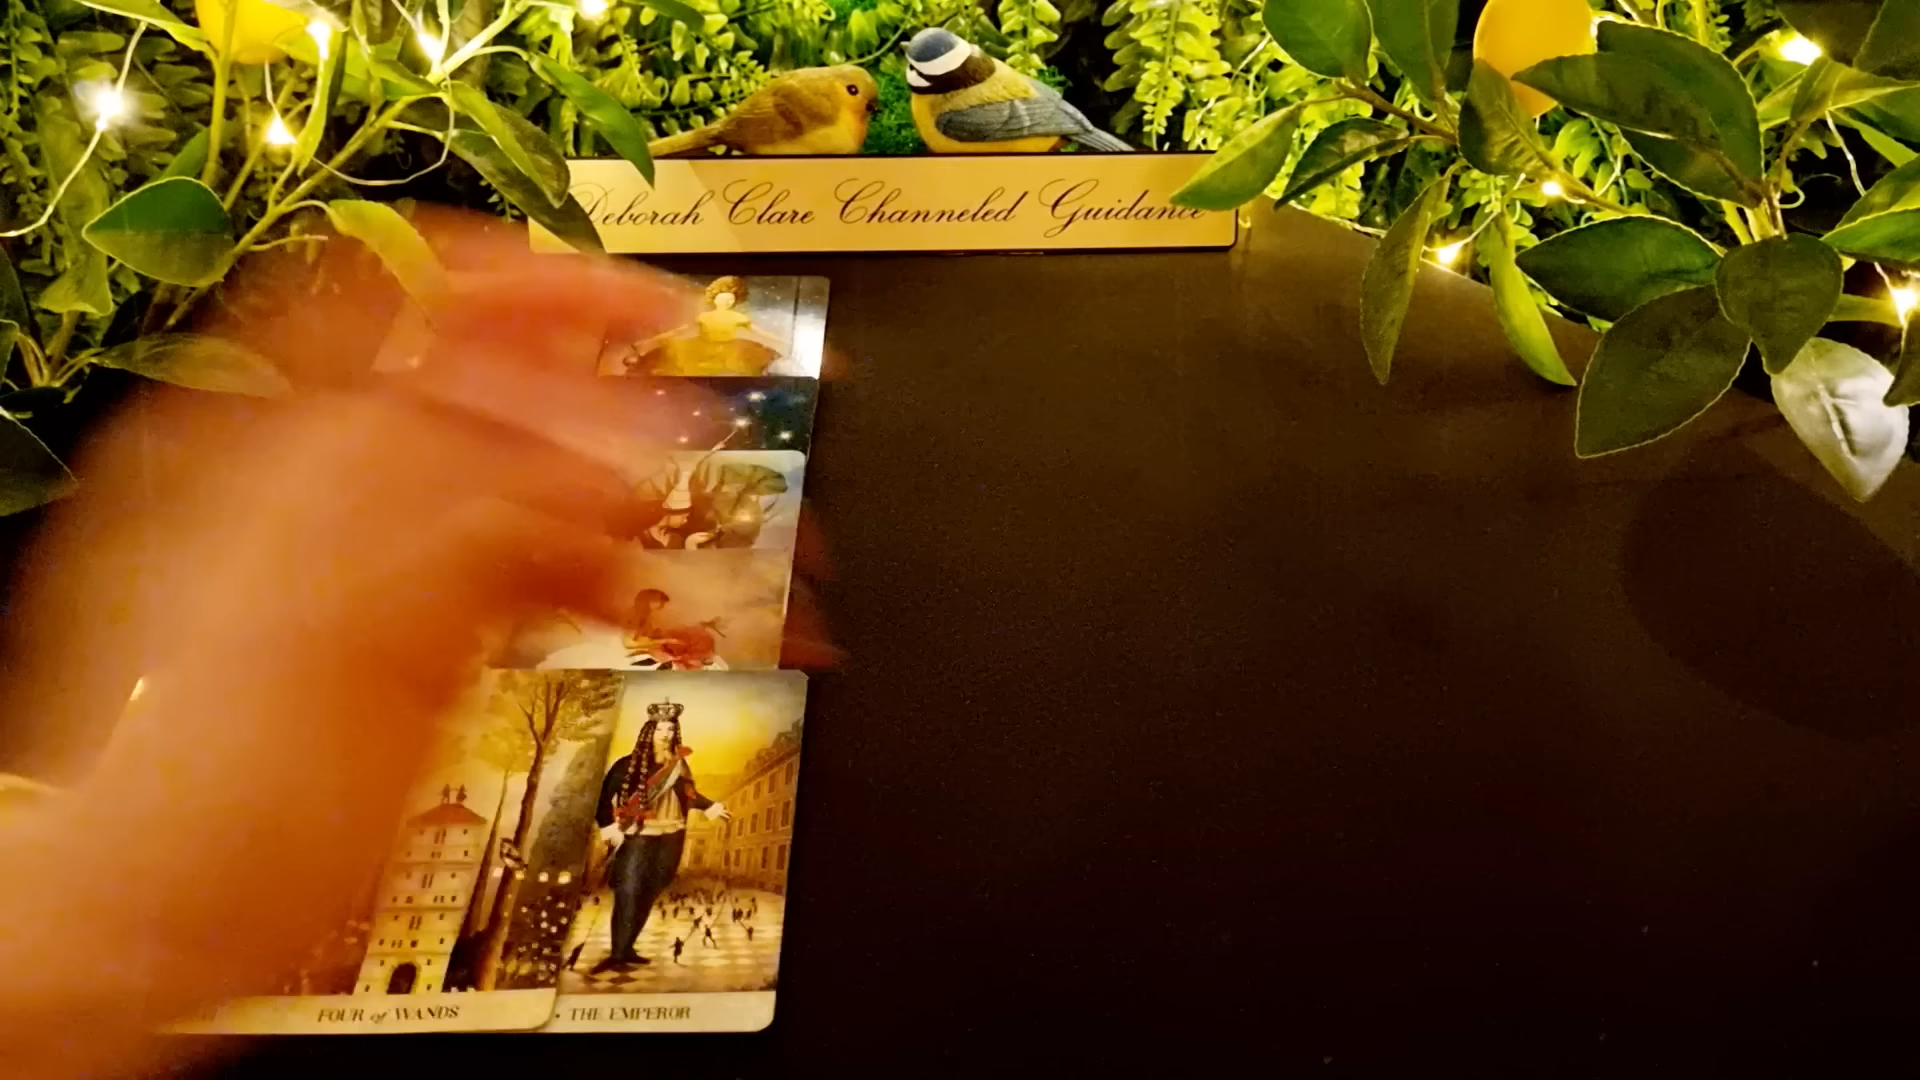 Deborah Clare Channeled Guidance
FOUR of WANDS
• THE EMPEROR